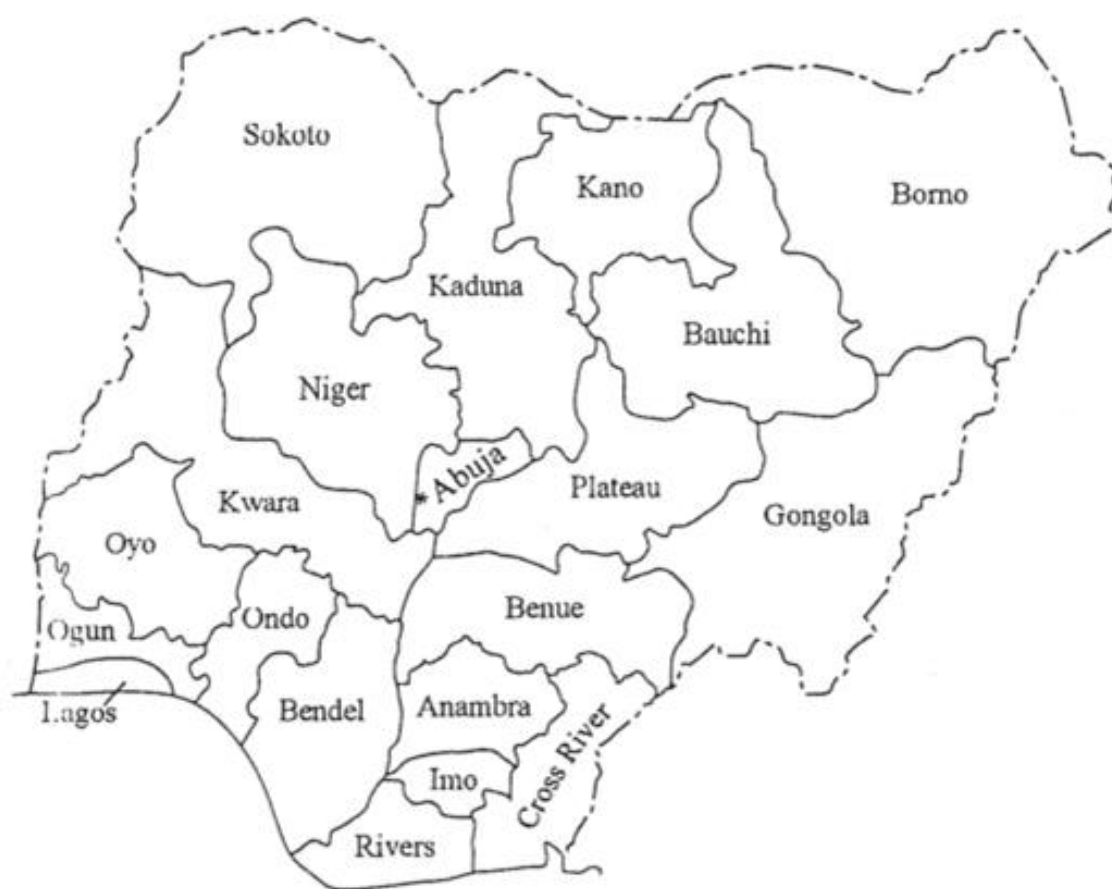 Sokoto
Kano
Borno
Kaduna
Bauchi
Niger
* Abuja
Plateau
Kwara
Gongola
Oyo
Benue
Ondo
Ogun
Lagos
Bendel
Anambra
Cross River
Imo
Rivers